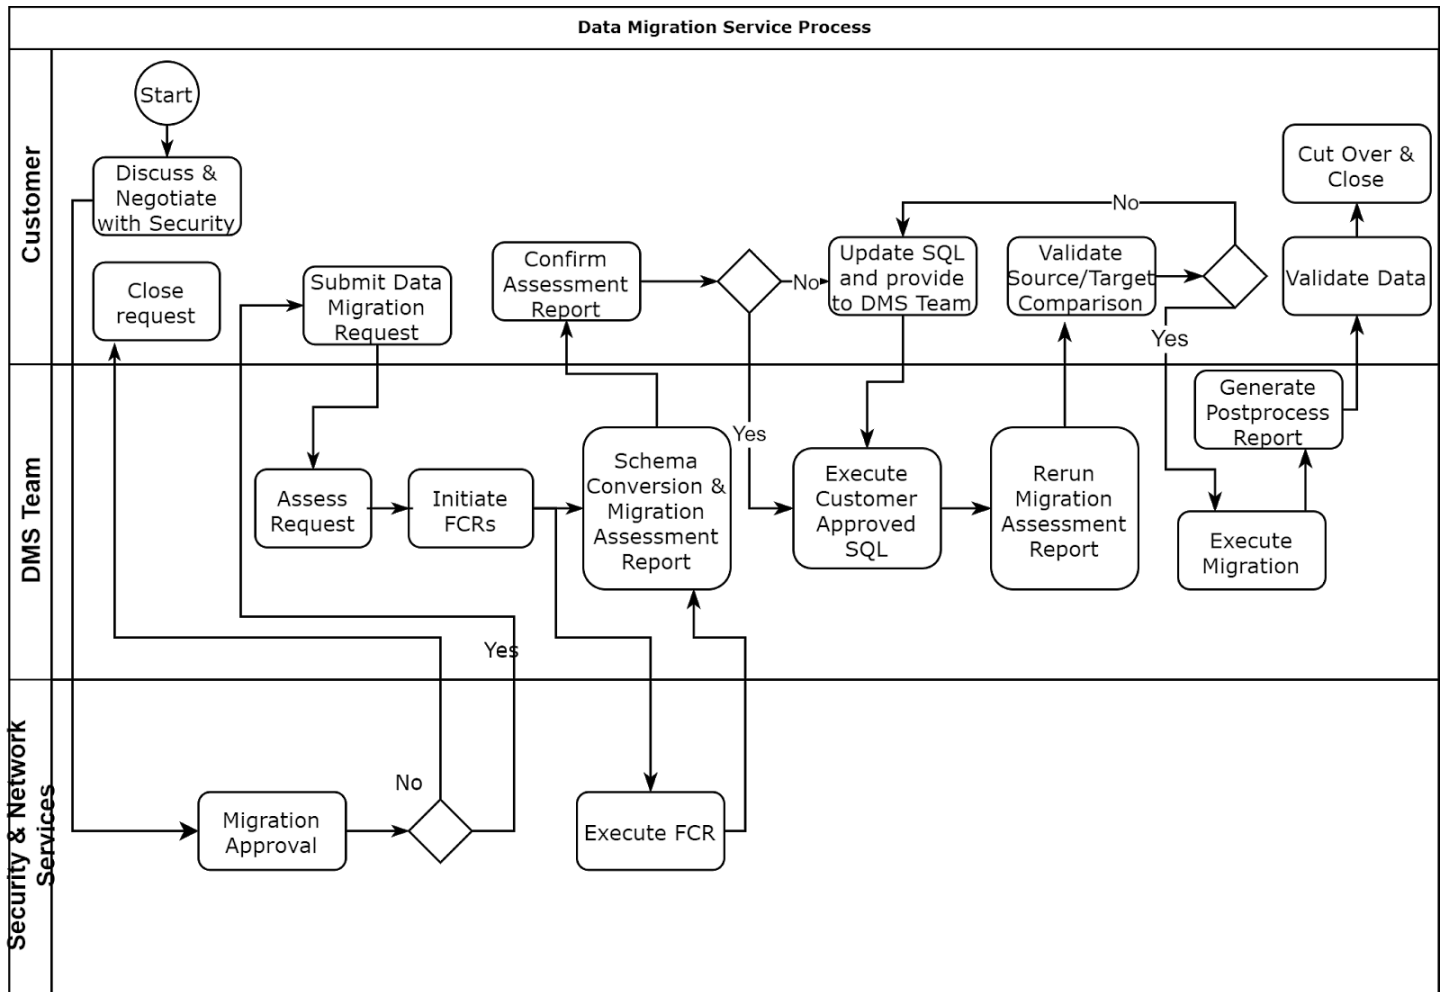 Data Migration Service Process
Customer
Start
Discuss &
Negotiate
with Security
Close
request
Submit Data
Migration
Request
Confirm
Assessment
Report
No
Update SQL
and provide
to DMS Team
Validate
Source/Target
Comparison
No
Yes
Cut Over &
Close
Validate Data
DMS Team
Assess
Request
Initiate
FCRs
Schema
Conversion &
Migration
Assessment
Report
Yes
Execute
Customer
Approved
SQL
Rerun
Migration
Assessment
Report
Generate
Postprocess
Report
Execute
Migration
Yes
Security & Network
Services
Migration
Approval
No
Execute FCR